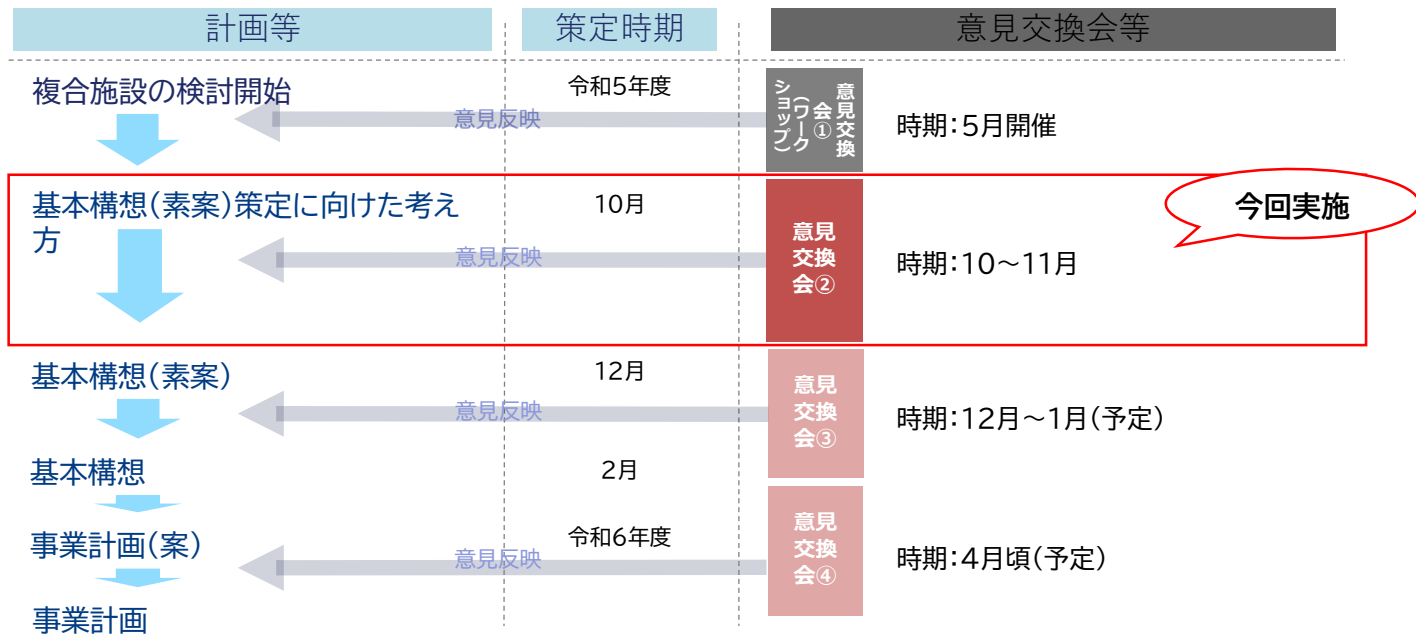 計画等
策定時期
意見交換会等
複合施設の検討開始
令和5年度
意見反映
意見交換
会①
(ワーク
ショップ)
時期:5月開催
基本構想(素案)策定に向けた考え
方
10月
意見反映
意見
交換
会②
時期:10～11月
今回実施
基本構想(素案)
12月
意見反映
意見
交換
会③
時期:12月～1月(予定)
基本構想
2月
事業計画(案)
令和6年度
意見反映
意見
交換
会④
時期:4月頃(予定)
事業計画